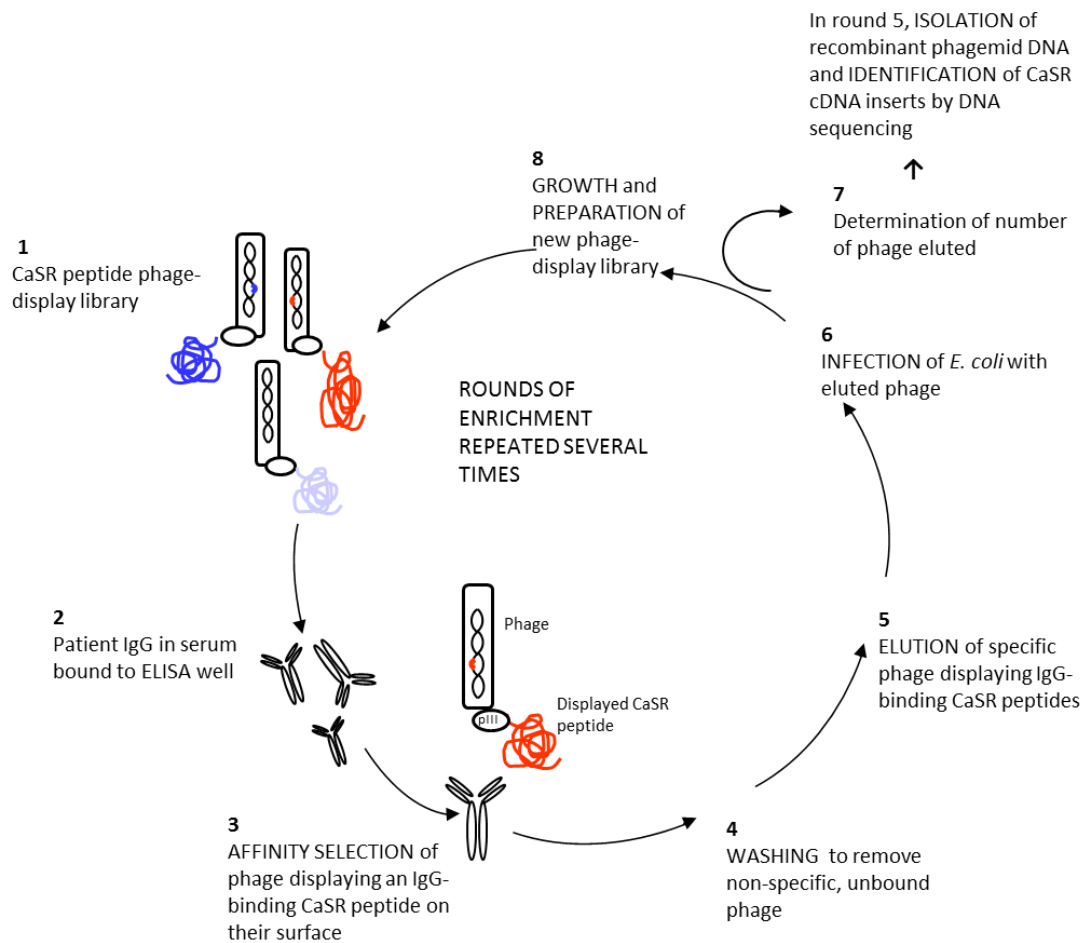 1
CaSR peptide phage-
display library
2
Patient IgG in serum
bound to ELISA well
3
AFFINITY SELECTION of
phage displaying an IgG-
binding CaSR peptide on
their surface
Phage
pIII
Displayed CaSR
peptide
4
WASHING to remove
non-specific, unbound
phage
5
ELUTION of specific
phage displaying IgG-
binding CaSR peptides
6
INFECTION of E. coli with
eluted phage
7
Determination of number
of phage eluted
In round 5, ISOLATION of
recombinant phagemid DNA
and IDENTIFICATION of CaSR
cDNA inserts by DNA
sequencing
8
GROWTH and
PREPARATION of
new phage-
display library
ROUNDS OF
ENRICHMENT
REPEATED SEVERAL
TIMES